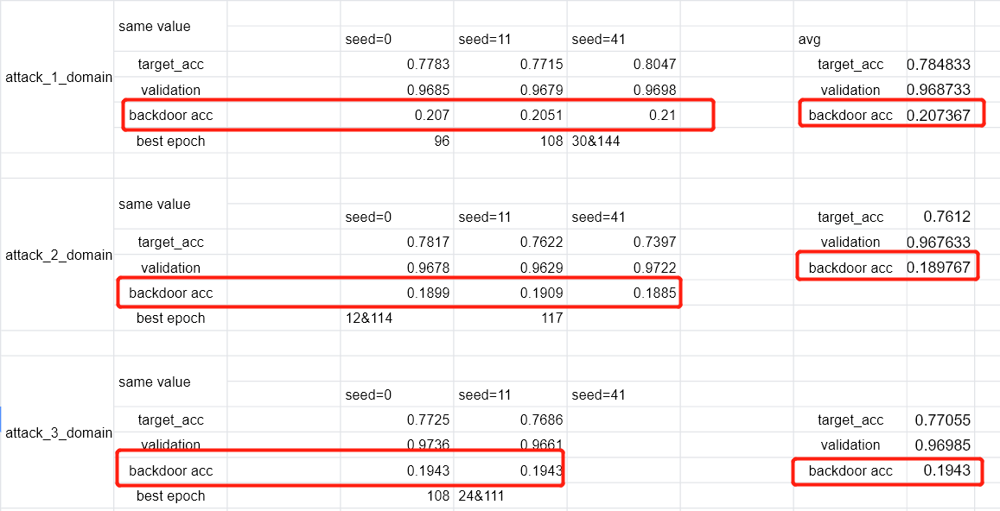 same value
seed=0 seed=11 seed=41 avg
attack_1_domain
target_acc 0.7783 0.7715 0.8047 target_acc 0.784833
validation 0.9685 0.9679 0.9698 validation 0.968733
backdoor acc 0.207 0.2051 0.21 backdoor acc 0.207367
best epoch 96 108 30&144
same value
seed=0 seed=11 seed=41 target_acc 0.7612
attack_2_domain
target_acc 0.7817 0.7622 0.7397 validation 0.967633
validation 0.9678 0.9629 0.9722 backdoor acc 0.189767
backdoor acc 0.1899 0.1909 0.1885
best epoch 12&114 117
same value
seed=0 seed=11 seed=41
attack_3_domain
target_acc 0.7725 0.7686 target_acc 0.77055
validation 0.9736 0.9661 validation 0.96985
backdoor acc 0.1943 0.1943 backdoor acc 0.1943
best epoch 108 24&111